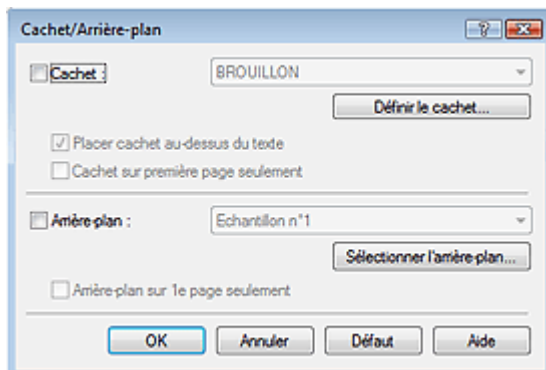 Cachet/Arrière-plan
Cachet :
BROUILLON
Définir le cachet...
Placer cachet au-dessus du texte
Cachet sur première page seulement
Arrière-plan :
Echantillon n°1
Sélectionner l'arrière-plan...
Arrière-plan sur 1e page seulement
OK Annuler Défaut Aide